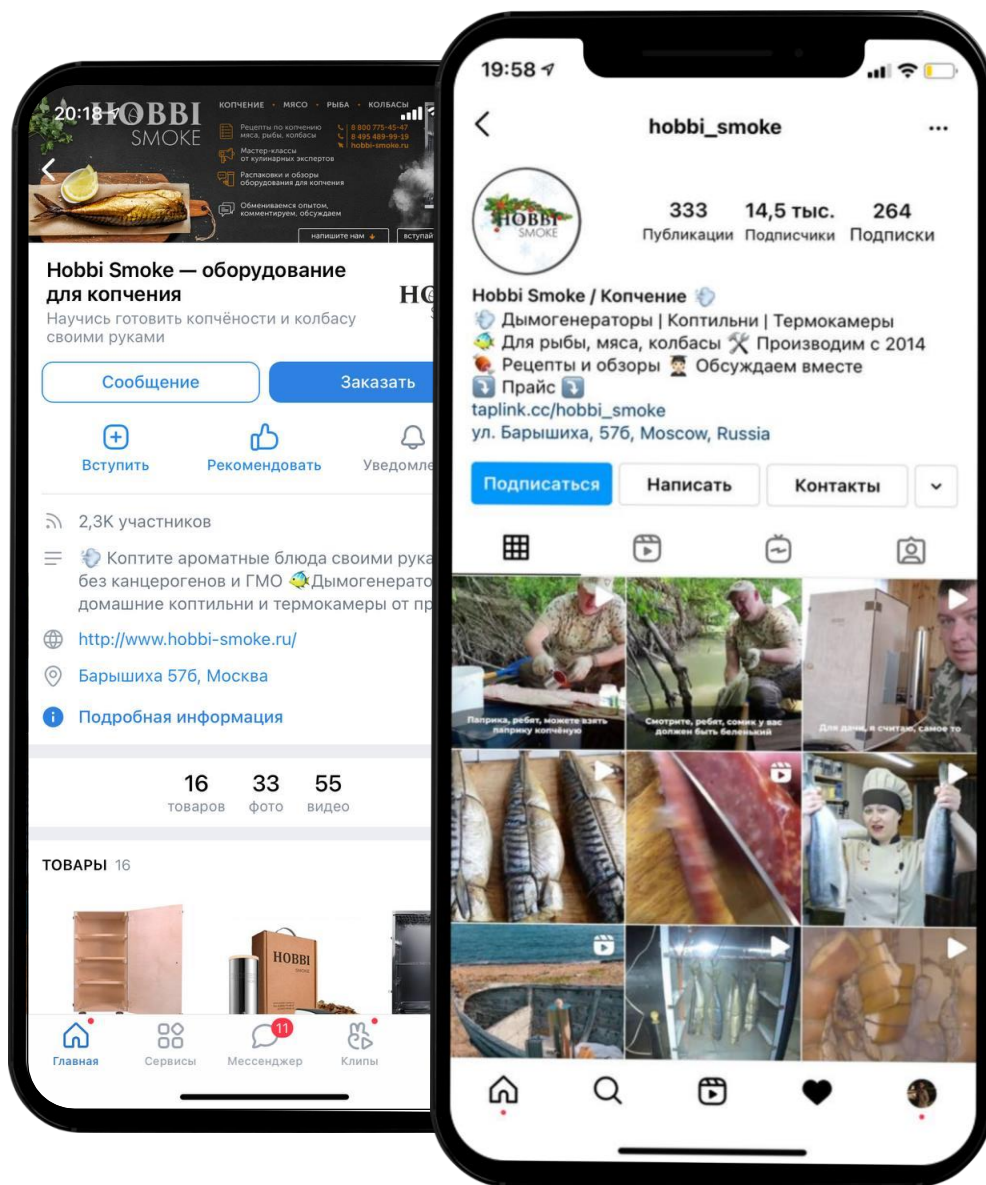 20:18
HOBBI
SMOKE
КОПЧЕНИЕ • МЯСО • РЫБА • КОЛБАСЫ
Рецепты по копчению
мяса, рыбы, колбасы
8 800 775-45-47
8 495 489-99-19
hobbi-smoke.ru
Мастер-классы
от кулинарных экспертов
Распаковки и обзоры
оборудования для копчения
Обмениваемся опытом,
комментируем, обсуждаем
напишите нам
вступай
Hobbi Smoke — оборудование
для копчения
Научись готовить копчёности и колбасу
своими руками
Сообщение
Заказать
Вступить
Рекомендовать
Уведомле
2,3K участников
Коптите ароматные блюда своими рука
без канцерогенов и ГМО Дымогенерато
домашние коптильни и термокамеры от пр
http://www.hobbi-smoke.ru/
Барышиха 57б, Москва
Подробная информация
16 33 55
товаров фото видео
ТОВАРЫ 16
HOBBI
11
Главная
Сервисы
Мессенджер
Клипы
19:58
hobbi_smoke
HOBBI
SMOKE
333 14,5 тыс. 264
Публикации Подписчики Подписки
Hobbi Smoke / Копчение
Дымогенераторы | Коптильни | Термокамеры
Для рыбы, мяса, колбасы Производим с 2014
Рецепты и обзоры Обсуждаем вместе
Прайс
taplink.cc/hobbi_smoke
ул. Барышиха, 57б, Moscow, Russia
Подписаться
Написать
Контакты
Паприка, ребят, можете взять
паприку копчёную
Смотрите, ребят, сомик у вас
должен быть беленький
Для дачи, я считаю, самое то